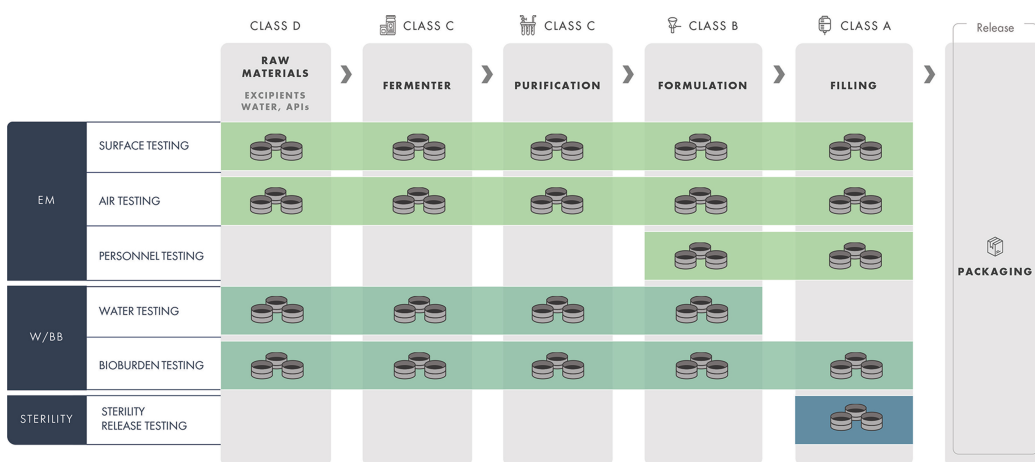 CLASS D
CLASS C
CLASS C
CLASS B
CLASS A
Release
RAW
MATERIALS
EXCIPIENTS
WATER, APIs
FERMENTER
PURIFICATION
FORMULATION
FILLING
PACKAGING
EM
SURFACE TESTING
AIR TESTING
PERSONNEL TESTING
W/BB
WATER TESTING
BIOBURDEN TESTING
STERILITY
STERILITY
RELEASE TESTING